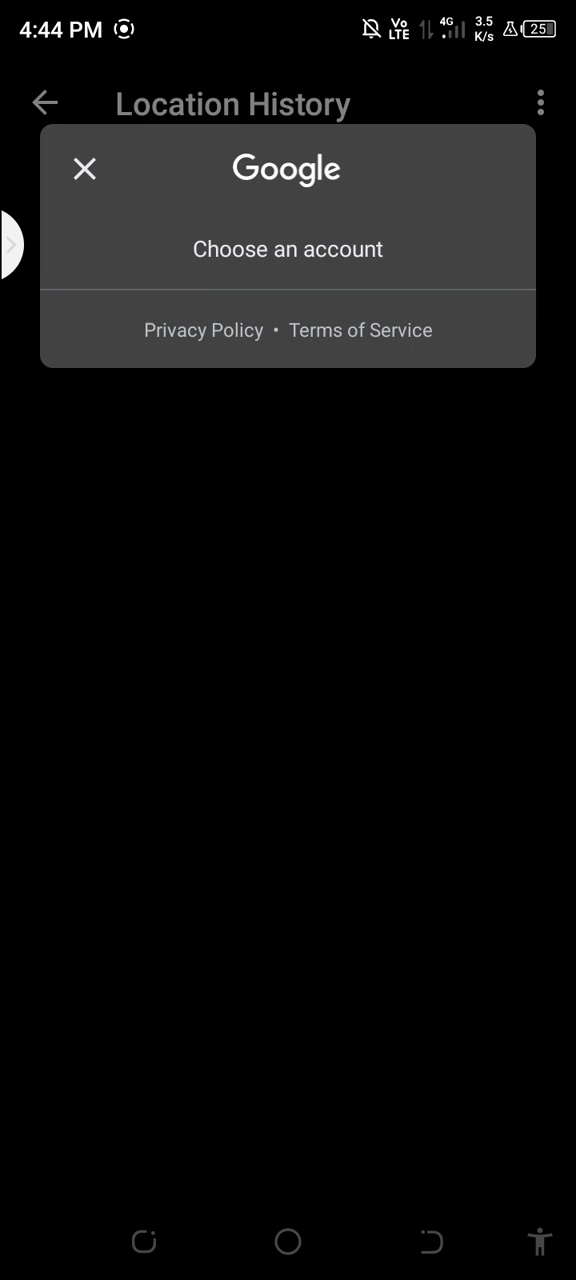 4:44 PM Vo LTE 4G 3.5 K/s 25
Location History
Google
Choose an account
Privacy Policy • Terms of Service